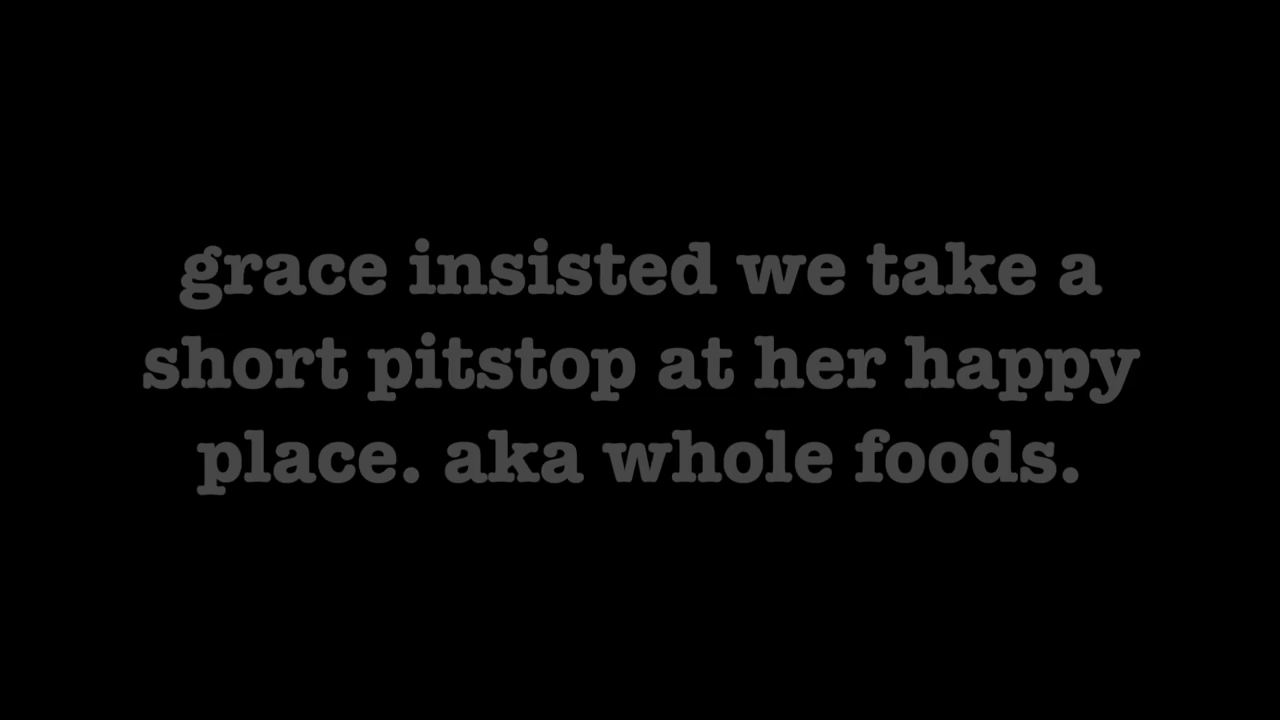 grace insisted we take a
short pitstop at her happy
place. aka whole foods.